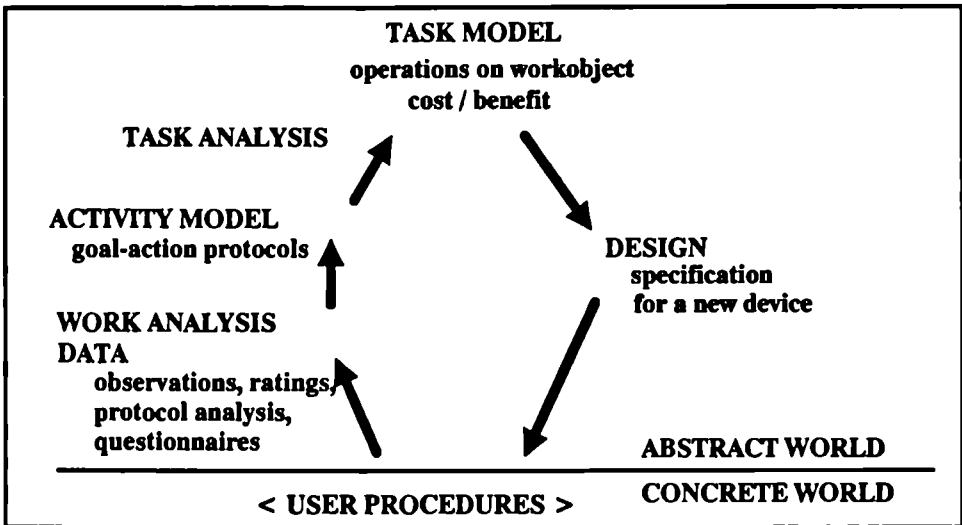 TASK MODEL
operations on workobject
cost / benefit
TASK ANALYSIS
ACTIVITY MODEL
goal-action protocols
DESIGN
specification
for a new device
WORK ANALYSIS
DATA
observations, ratings,
protocol analysis,
questionnaires
ABSTRACT WORLD
CONCRETE WORLD
< USER PROCEDURES >